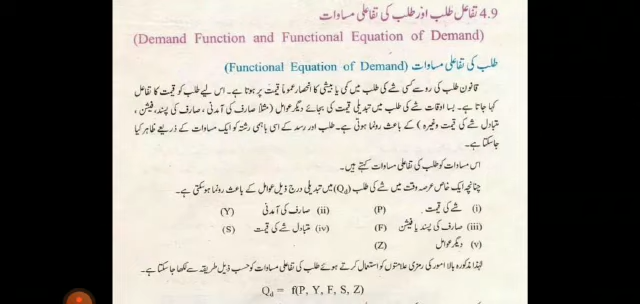 4.9 تفاعل طلب اور طلب کی تفاعلی مساوات
(Demand Function and Functional Equation of Demand)
طلب کی تفاعلی مساوات (Functional Equation of Demand)
قانون طلب کی رو سے کسی شے کی طلب میں کمی یا بیشی کا انحصار عموماً قیمت پر ہوتا ہے۔ اس لیے طلب کو قیمت کا تفاعل
کہا جاتا ہے۔ بسا اوقات شے کی طلب میں تبدیلی قیمت کی بجائے دیگر عوامل (مثلاً صارف کی آمدنی، صارف کی پسند، فیشن،
متبادل شے کی قیمت وغیرہ) کے باعث رونما ہوتی ہے۔ طلب اور رسد کے اسی باہمی رشتہ کو ایک مساوات کے ذریعے ظاہر کیا
جاسکتا ہے۔
اس مساوات کو طلب کی تفاعلی مساوات کہتے ہیں۔
چنانچہ ایک خاص عرصہ وقت میں شے کی طلب (Qd) میں تبدیلی درج ذیل عوامل کے باعث رونما ہوسکتی ہے۔
(i) شے کی قیمت (P) (ii) صارف کی آمدنی (Y)
(iii) صارف کی پسند یا فیشن (F) (iv) متبادل شے کی قیمت (S)
(v) دیگر عوامل (Z)
لہٰذا مذکورہ بالا امور کی رمزی علامتوں کو استعمال کرتے ہوئے طلب کی تفاعلی مساوات کو حسب ذیل طریقہ سے لکھا جاسکتا ہے۔
Qd = f(P, Y, F, S, Z)